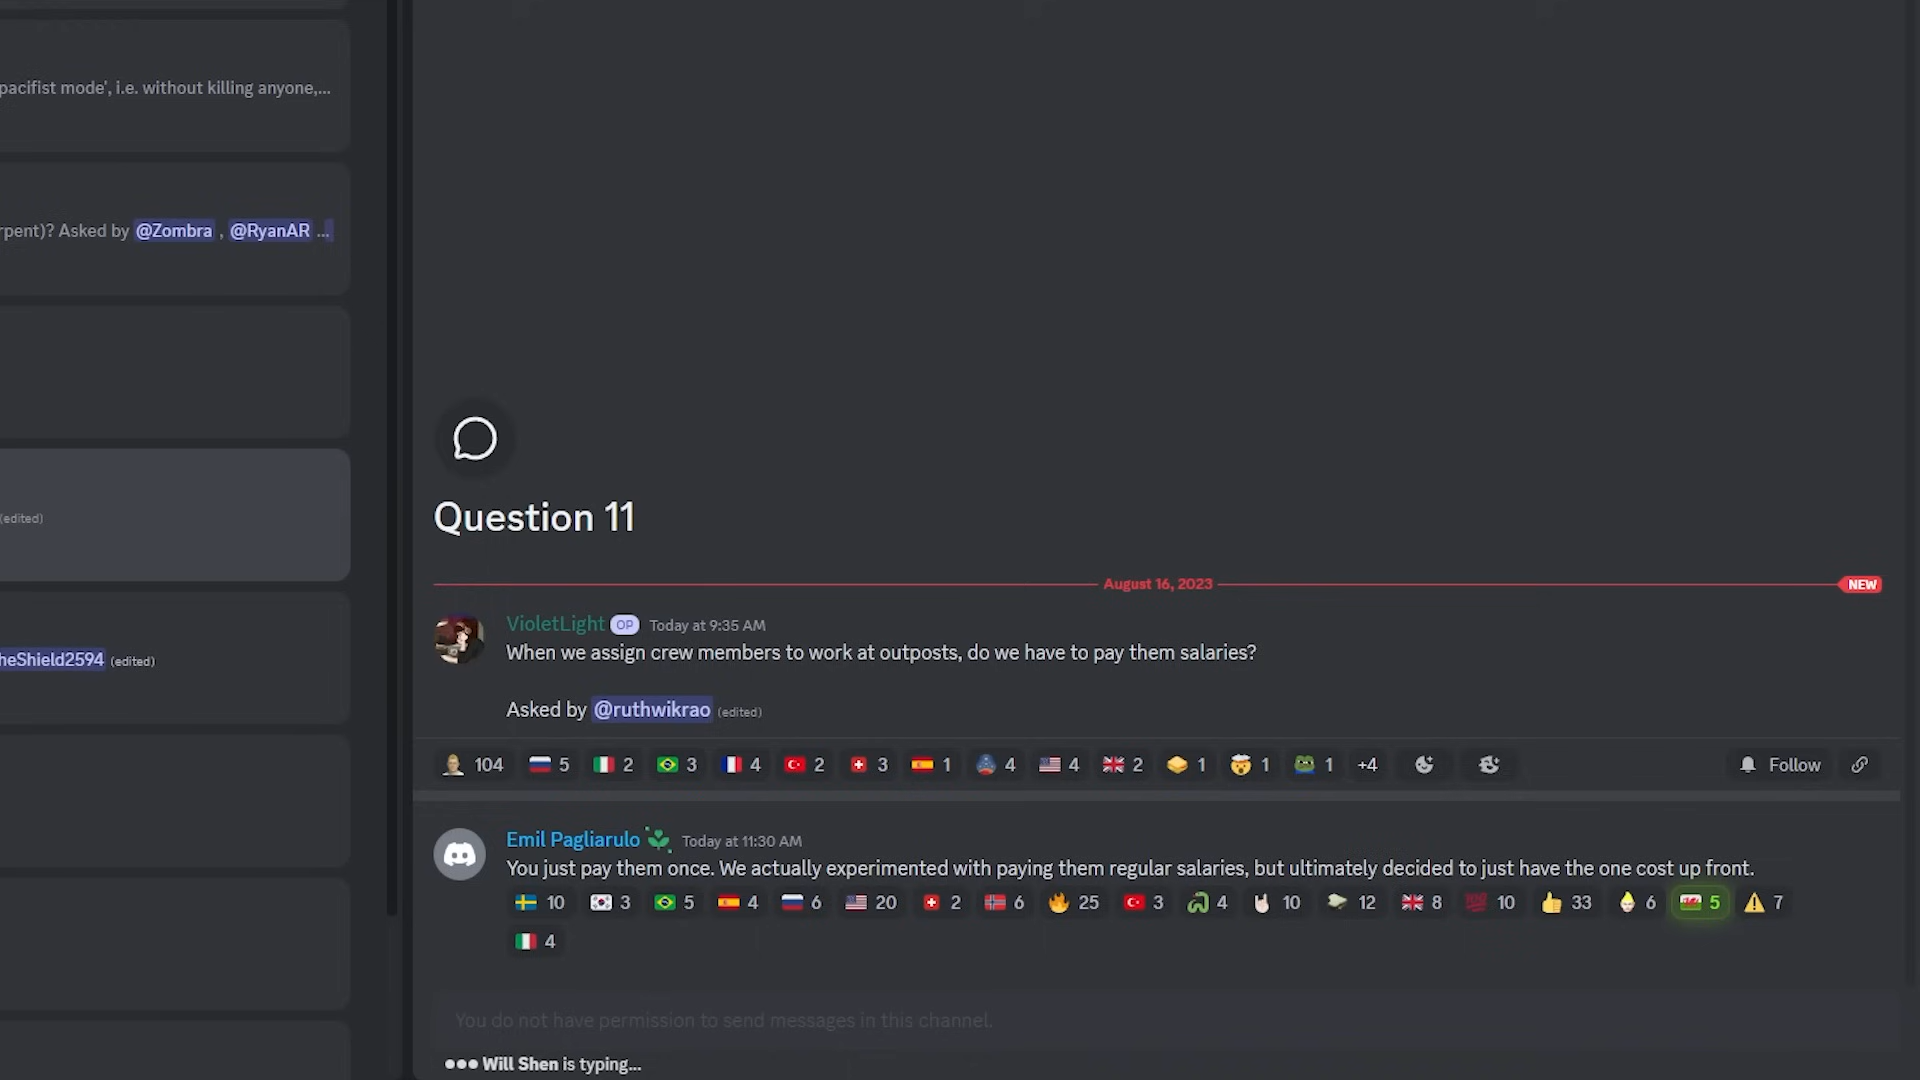 pacifist mode', i.e. without killing anyone,...
rpent)? Asked by @Zombra , @RyanAR ...
(edited)
heShield2594 (edited)
Question 11
August 16, 2023 NEW
VioletLight OP Today at 9:35 AM
When we assign crew members to work at outposts, do we have to pay them salaries?
Asked by @ruthwikrao (edited)
104 5 2 3 4 2 3 1 4 4 2 1 1 1 +4 Follow
Emil Pagliarulo Today at 11:30 AM
You just pay them once. We actually experimented with paying them regular salaries, but ultimately decided to just have the one cost up front.
10 3 5 4 6 20 2 6 25 3 4 10 12 8 10 33 6 5 7
4
You do not have permission to send messages in this channel.
Will Shen is typing...